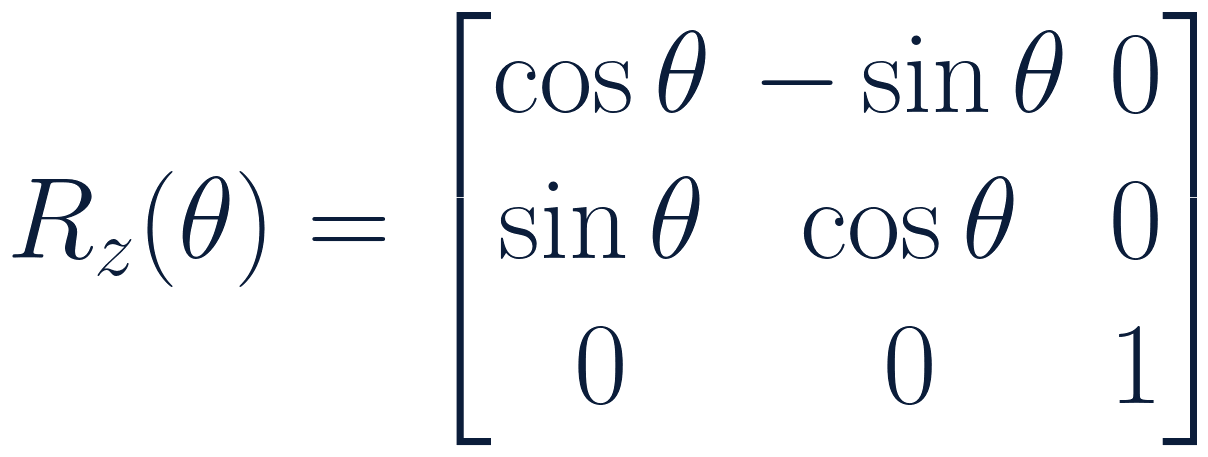 cos θ − sin θ 0
R_z(θ) = sin θ cos θ 0
0 0 1